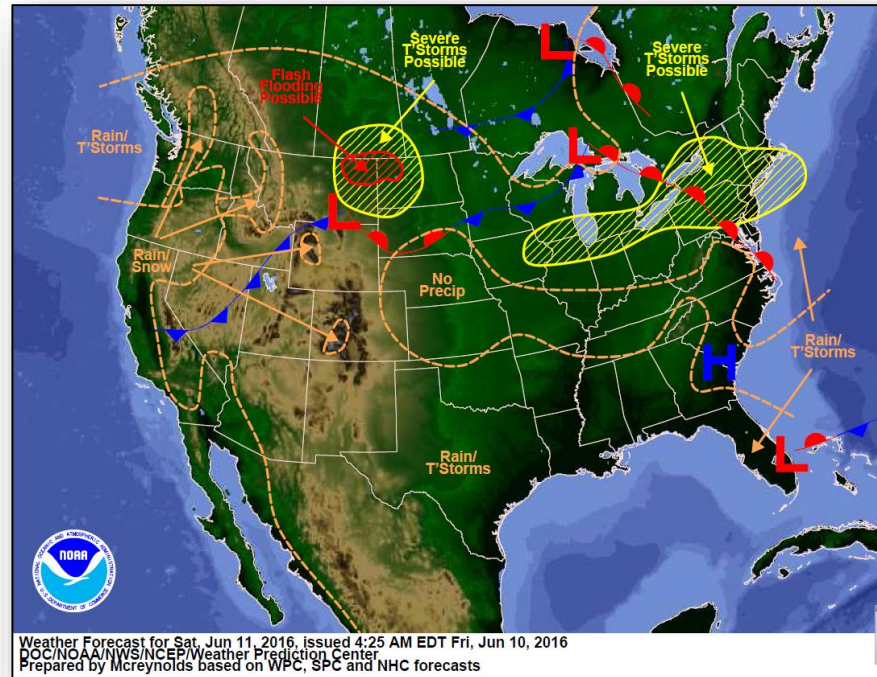 L
Severe
T'Storms
Possible
Severe
T'Storms
Possible
Flash
Flooding
Possible
Rain/
T'Storms
L
L
Rain/
Snow
No
Precip
Rain/
T'Storms
H
Rain/
T'Storms
L
NOAA
NATIONAL OCEANIC AND ATMOSPHERIC ADMINISTRATION
U.S. DEPARTMENT OF COMMERCE
Weather Forecast for Sat, Jun 11, 2016, issued 4:25 AM EDT Fri, Jun 10, 2016
DOC/NOAA/NWS/NCEP/Weather Prediction Center
Prepared by Mcreynolds based on WPC, SPC and NHC forecasts